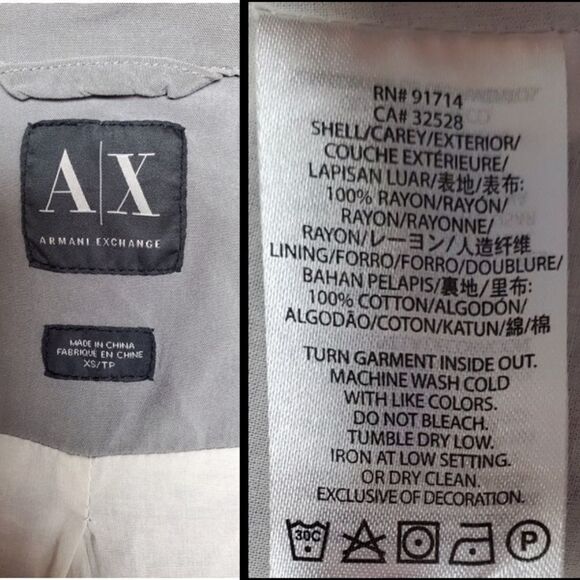 A|X
ARMANI EXCHANGE
MADE IN CHINA
FABRIQUÉ EN CHINE
XS/TP
RN# 91714
CA# 32528
SHELL/CAREY/EXTERIOR/
COUCHE EXTÉRIEURE/
LAPISAN LUAR/表地/表布:
100% RAYON/RAYÓN/
RAYON/RAYONNE/
RAYON/レーヨン/人造纤维
LINING/FORRO/FORRO/DOUBLURE/
BAHAN PELAPIS/裏地/里布:
100% COTTON/ALGODÓN/
ALGODÃO/COTON/KATUN/綿/棉
TURN GARMENT INSIDE OUT.
MACHINE WASH COLD
WITH LIKE COLORS.
DO NOT BLEACH.
TUMBLE DRY LOW.
IRON AT LOW SETTING.
OR DRY CLEAN.
EXCLUSIVE OF DECORATION.
30C P